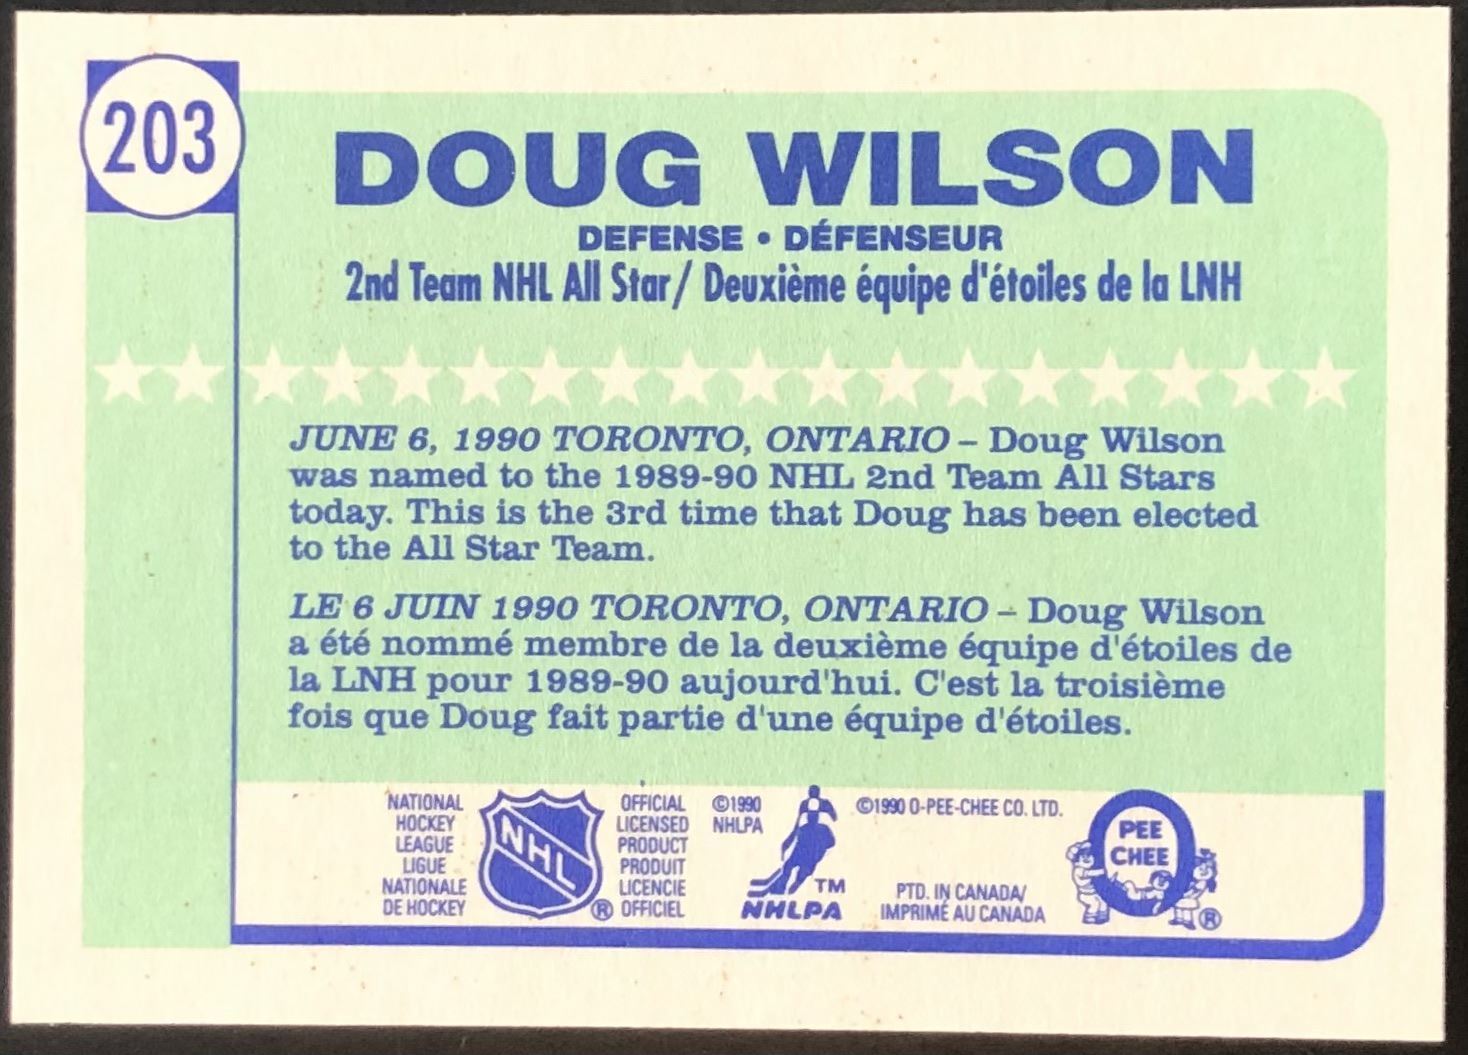 203
DOUG WILSON
DEFENSE • DÉFENSEUR
2nd Team NHL All Star/ Deuxième équipe d'étoiles de la LNH
JUNE 6, 1990 TORONTO, ONTARIO – Doug Wilson
was named to the 1989-90 NHL 2nd Team All Stars
today. This is the 3rd time that Doug has been elected
to the All Star Team.
LE 6 JUIN 1990 TORONTO, ONTARIO – Doug Wilson
a été nommé membre de la deuxième équipe d'étoiles de
la LNH pour 1989-90 aujourd'hui. C'est la troisième
fois que Doug fait partie d'une équipe d'étoiles.
NATIONAL
HOCKEY
LEAGUE
LIGUE
NATIONALE
DE HOCKEY
NHL
®
OFFICIAL
LICENSED
PRODUCT
PRODUIT
LICENCIE
OFFICIEL
©1990
NHLPA
TM
NHLPA
©1990 O-PEE-CHEE CO. LTD.
PTD. IN CANADA/
IMPRIMÉ AU CANADA
PEE
CHEE
®